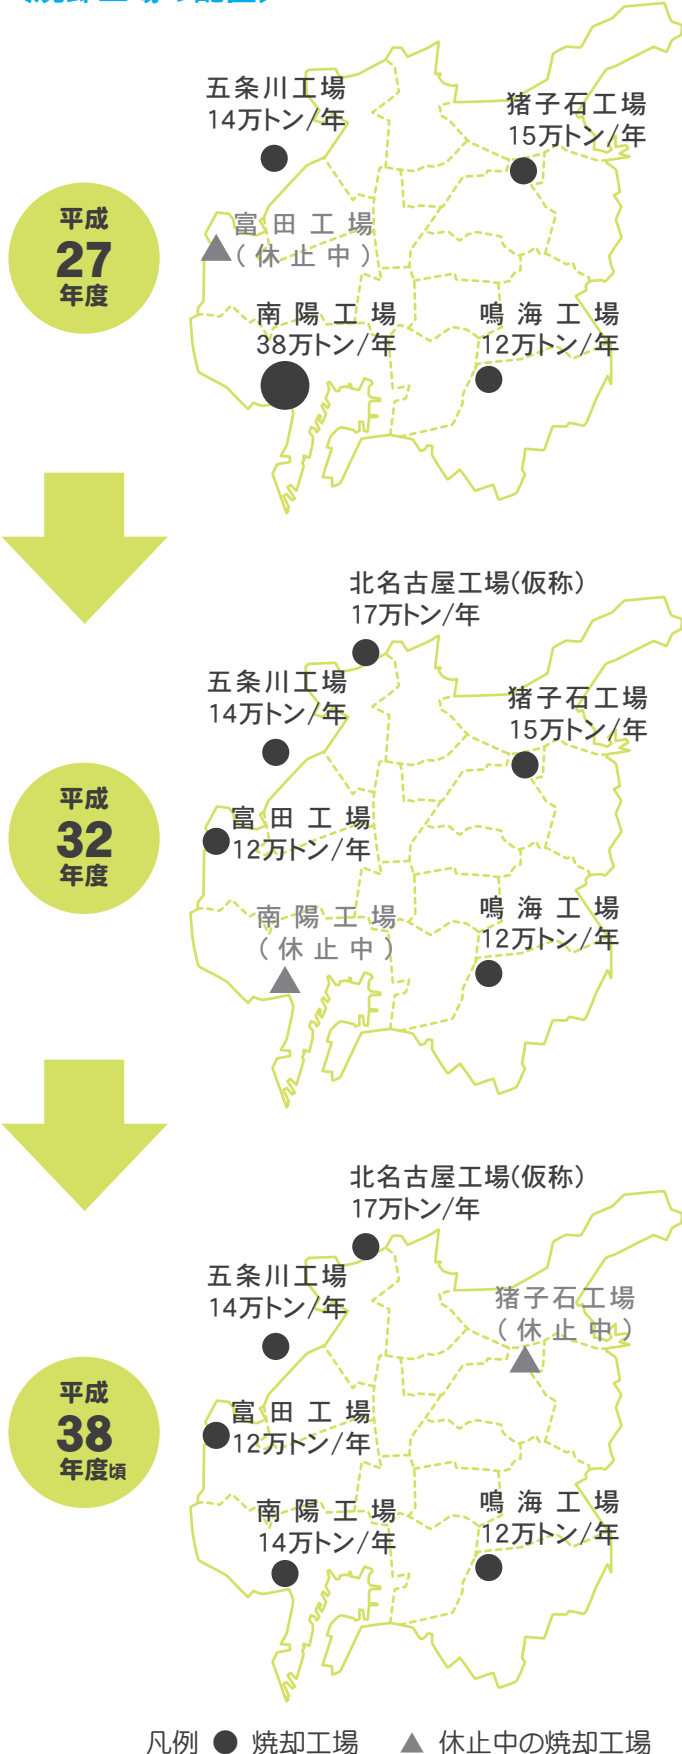 五条川工場
14万トン/年
猪子石工場
15万トン/年
平成
27
年度
富田工場
(休止中)
南陽工場
38万トン/年
鳴海工場
12万トン/年
北名古屋工場(仮称)
17万トン/年
五条川工場
14万トン/年
猪子石工場
15万トン/年
平成
32
年度
富田工場
12万トン/年
南陽工場
(休止中)
鳴海工場
12万トン/年
北名古屋工場(仮称)
17万トン/年
五条川工場
14万トン/年
猪子石工場
(休止中)
平成
38
年度頃
富田工場
12万トン/年
南陽工場
14万トン/年
鳴海工場
12万トン/年
凡例 ● 焼却工場 ▲ 休止中の焼却工場